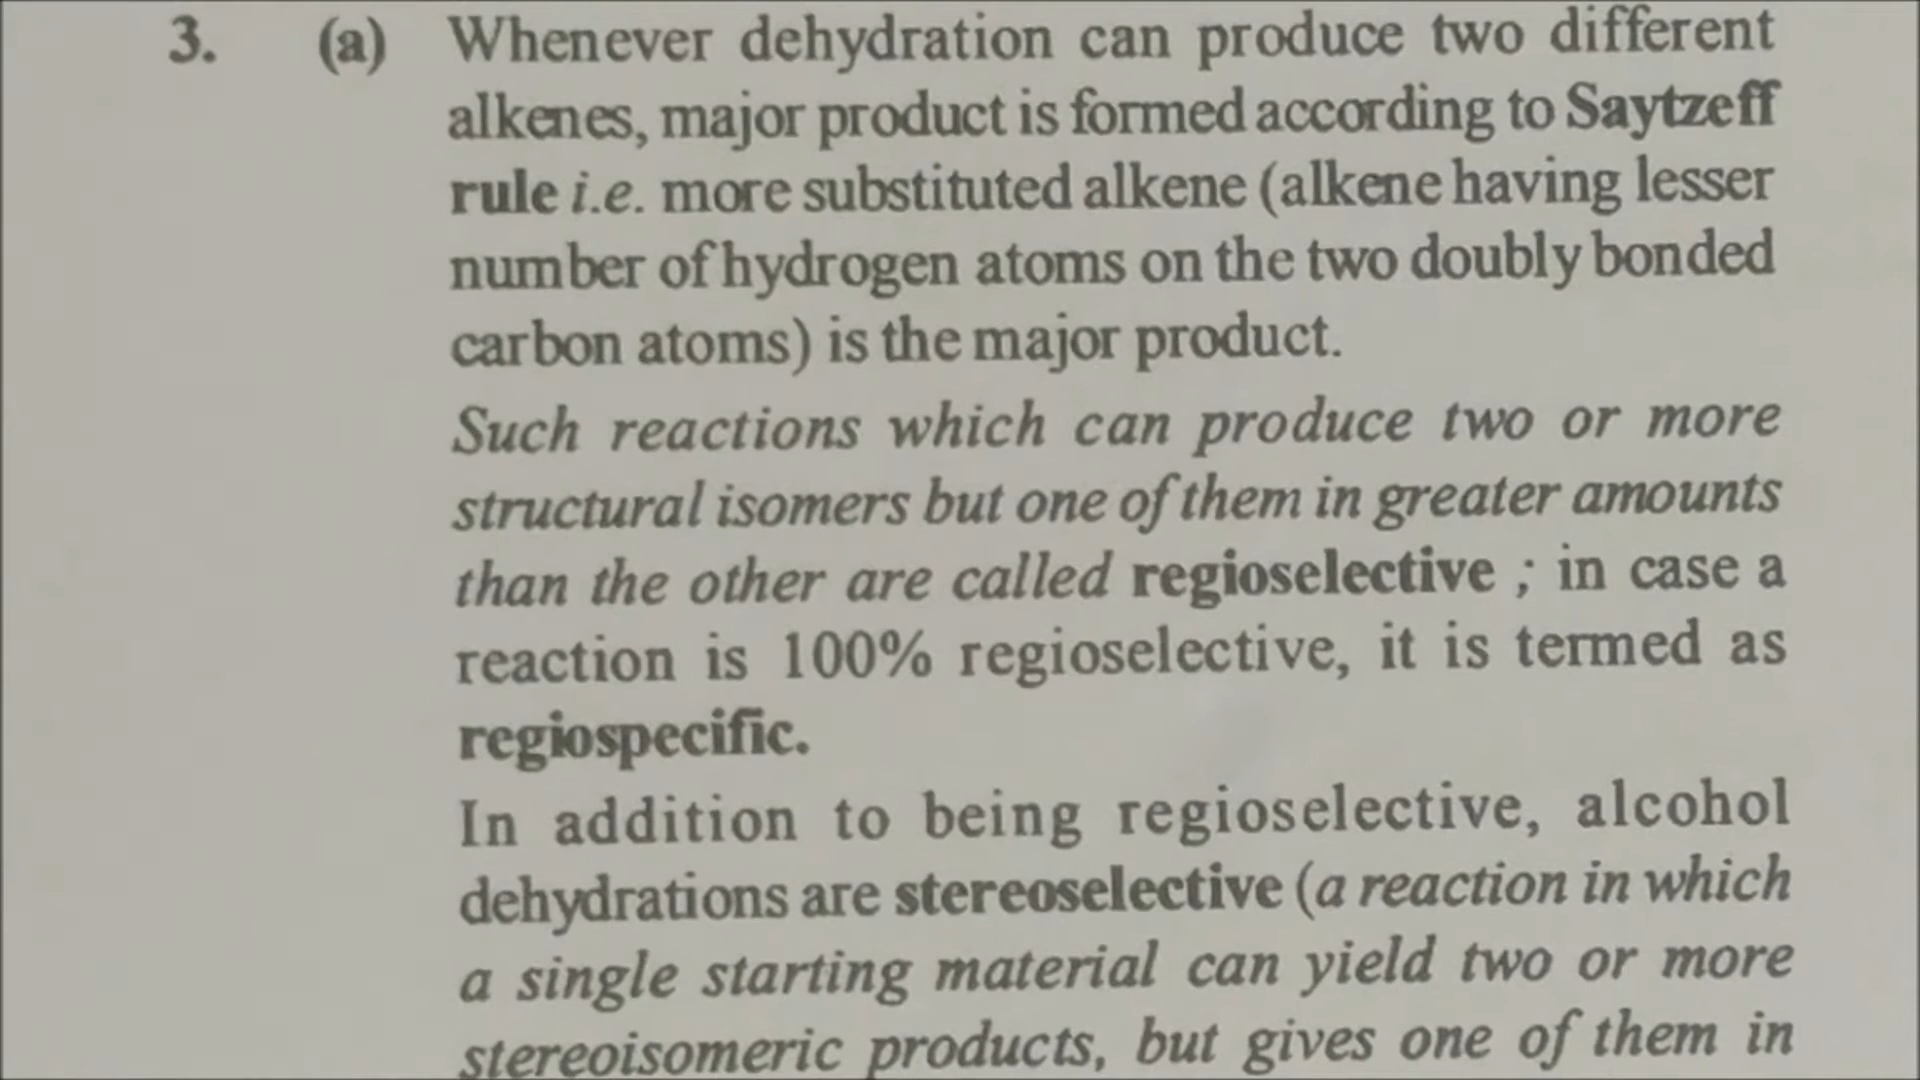 3. (a) Whenever dehydration can produce two different
alkenes, major product is formed according to Saytzeff
rule i.e. more substituted alkene (alkene having lesser
number of hydrogen atoms on the two doubly bonded
carbon atoms) is the major product.
Such reactions which can produce two or more
structural isomers but one of them in greater amounts
than the other are called regioselective ; in case a
reaction is 100% regioselective, it is termed as
regiospecific.
In addition to being regioselective, alcohol
dehydrations are stereoselective (a reaction in which
a single starting material can yield two or more
stereoisomeric products, but gives one of them in